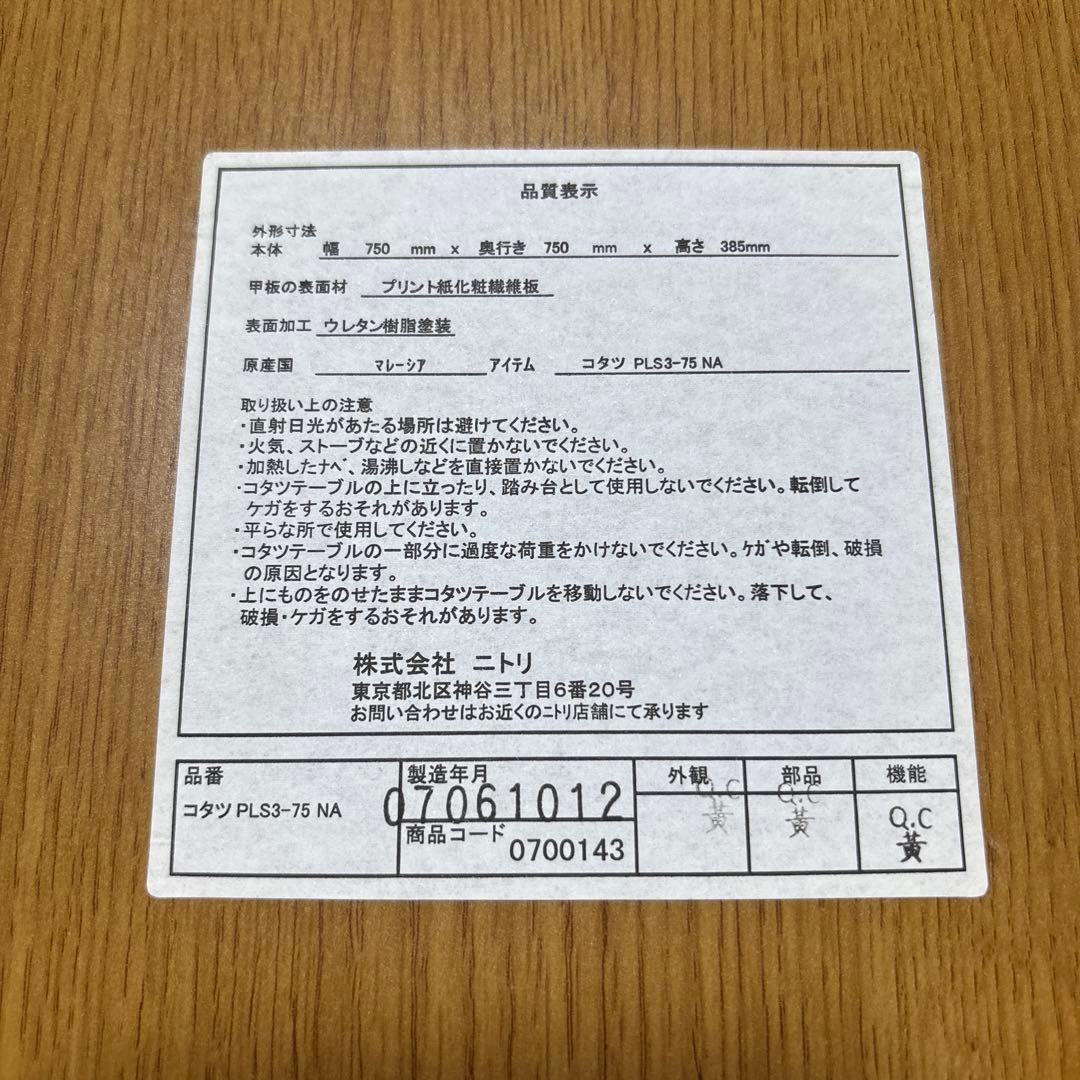 品質表示
外形寸法
本体 幅 750 mm x 奥行き 750 mm x 高さ 385mm
甲板の表面材 プリント紙化粧繊維板
表面加工 ウレタン樹脂塗装
原産国 マレーシア アイテム コタツ PLS3-75 NA
取り扱い上の注意
・直射日光があたる場所は避けてください。
・火気、ストーブなどの近くに置かないでください。
・加熱したナベ、湯沸しなどを直接置かないでください。
・コタツテーブルの上に立ったり、踏み台として使用しないでください。転倒して
ケガをするおそれがあります。
・平らな所で使用してください。
・コタツテーブルの一部分に過度な荷重をかけないでください。ケガや転倒、破損
の原因となります。
・上にものをのせたままコタツテーブルを移動しないでください。落下して、
破損・ケガをするおそれがあります。
株式会社 ニトリ
東京都北区神谷三丁目6番20号
お問い合わせはお近くのニトリ店舗にて承ります
品番 製造年月 外観 部品 機能
コタツ PLS3-75 NA 07061012 Q.C Q.C Q.C
黃 黃 黃
商品コード 0700143